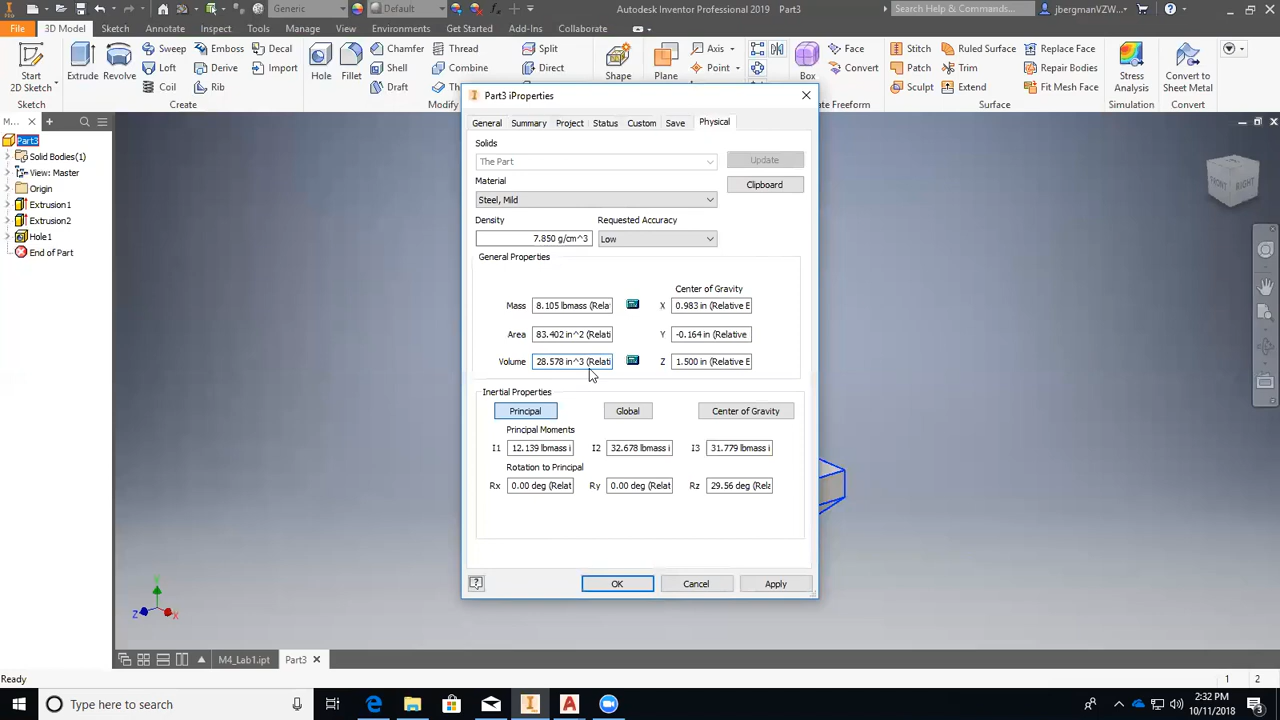 Generic
Default
Autodesk Inventor Professional 2019 Part3
Search Help & Commands...
jbergmanVZW...
File 3D Model Sketch Annotate Inspect Tools Manage View Environments Get Started Add-Ins Collaborate
Start
2D Sketch
Sketch
Extrude
Revolve
Sweep
Loft
Coil
Emboss
Derive
Rib
Decal
Import
Create
Hole
Fillet
Chamfer
Shell
Draft
Thread
Combine
Modify
Split
Direct
Shape
Plane
Axis
Point
Box
Face
Convert
Create Freeform
Stitch
Patch
Sculpt
Ruled Surface
Trim
Extend
Replace Face
Repair Bodies
Fit Mesh Face
Surface
Stress
Analysis
Simulation
Convert to
Sheet Metal
Convert
M...
Part3
Solid Bodies(1)
View: Master
Origin
Extrusion1
Extrusion2
Hole1
End of Part
Part3 iProperties
General Summary Project Status Custom Save Physical
Solids
The Part
Update
Material
Clipboard
Steel, Mild
Density Requested Accuracy
7.850 g/cm^3 Low
General Properties
Center of Gravity
Mass 8.105 lbmass (Rela X 0.983 in (Relative E
Area 83.402 in^2 (Relati Y -0.164 in (Relative
Volume 28.578 in^3 (Relati Z 1.500 in (Relative E
Inertial Properties
Principal Global Center of Gravity
Principal Moments
I1 12.139 lbmass i I2 32.678 lbmass i I3 31.779 lbmass i
Rotation to Principal
Rx 0.00 deg (Relat Ry 0.00 deg (Relat Rz 29.56 deg (Rela
OK Cancel Apply
FRONT RIGHT
Y
Z X
M4_Lab1.ipt Part3
Ready 1 2
Type here to search
2:32 PM
10/11/2018
3